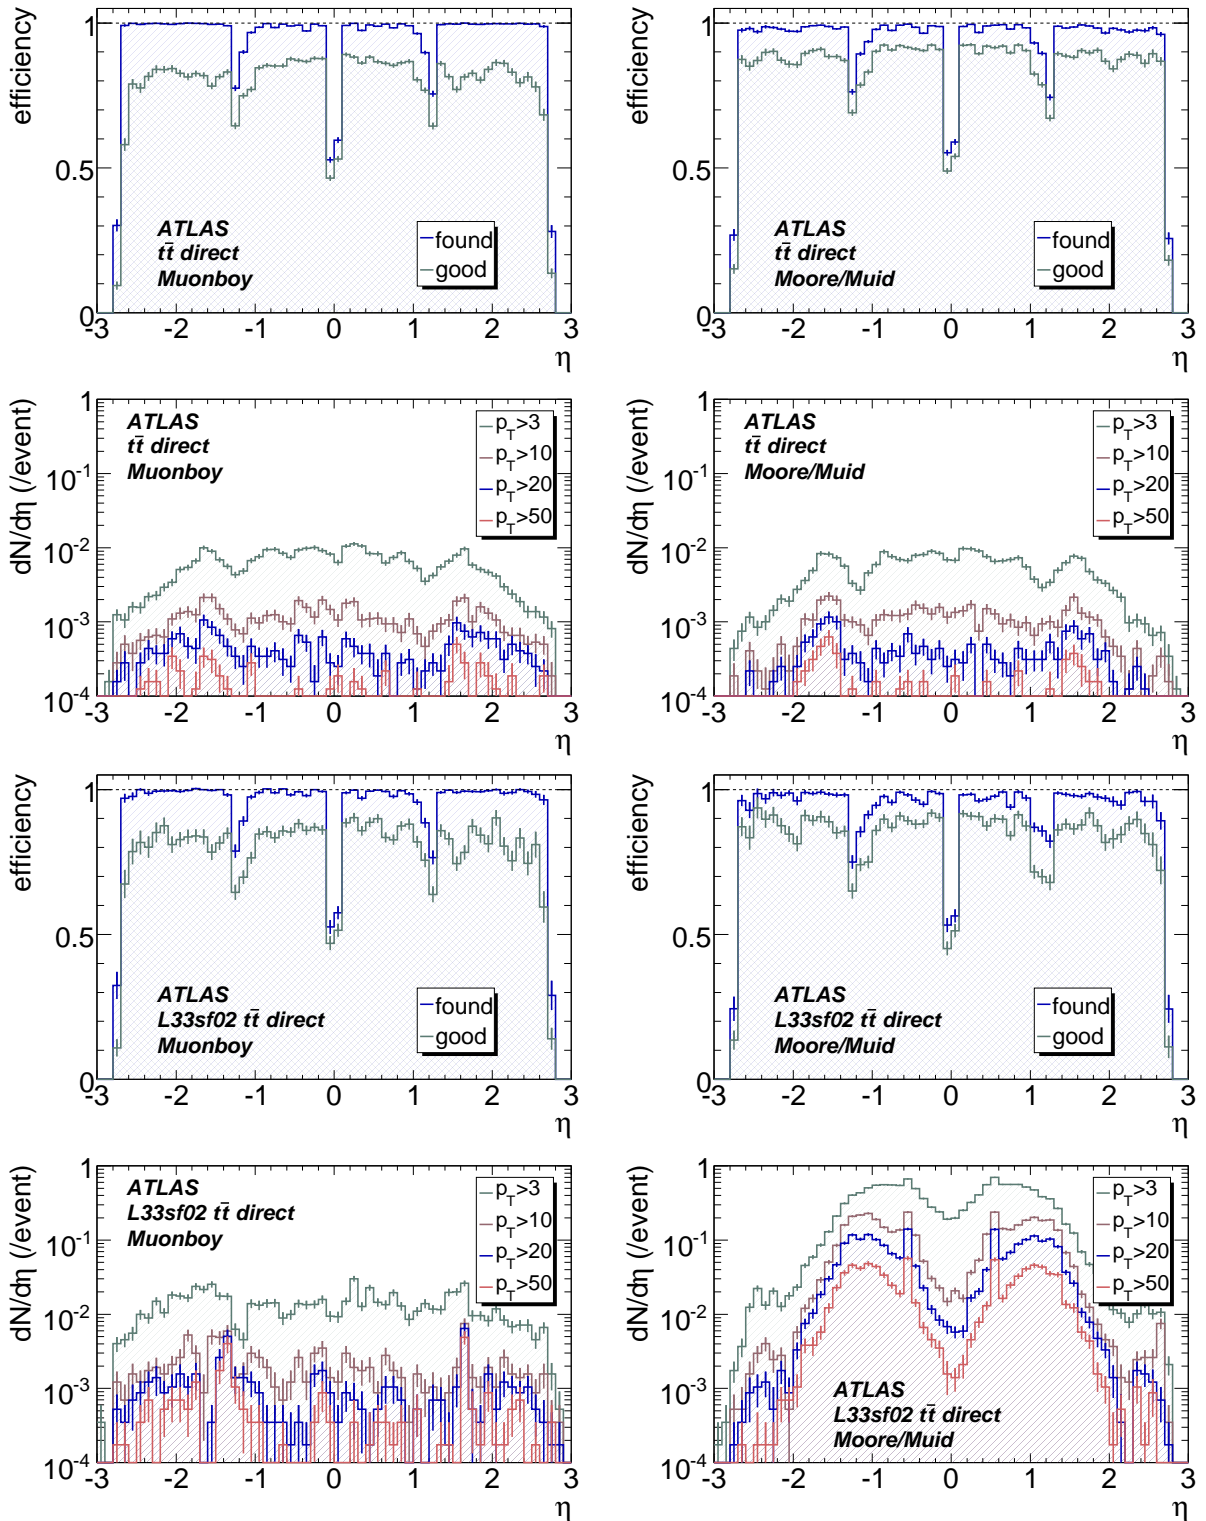 efficiency
1
0.5
0
ATLAS
tt̄ direct
Muonboy
found
good
-3 -2 -1 0 1 2 3
η
efficiency
1
0.5
0
ATLAS
tt̄ direct
Moore/Muid
found
good
-3 -2 -1 0 1 2 3
η
dN/dη (/event)
1
10⁻¹
10⁻²
10⁻³
10⁻⁴
ATLAS
tt̄ direct
Muonboy
p_T>3
p_T>10
p_T>20
p_T>50
-3 -2 -1 0 1 2 3
η
dN/dη (/event)
1
10⁻¹
10⁻²
10⁻³
10⁻⁴
ATLAS
tt̄ direct
Moore/Muid
p_T>3
p_T>10
p_T>20
p_T>50
-3 -2 -1 0 1 2 3
η
efficiency
1
0.5
0
ATLAS
L33sf02 tt̄ direct
Muonboy
found
good
-3 -2 -1 0 1 2 3
η
efficiency
1
0.5
0
ATLAS
L33sf02 tt̄ direct
Moore/Muid
found
good
-3 -2 -1 0 1 2 3
η
dN/dη (/event)
1
10⁻¹
10⁻²
10⁻³
10⁻⁴
ATLAS
L33sf02 tt̄ direct
Muonboy
p_T>3
p_T>10
p_T>20
p_T>50
-3 -2 -1 0 1 2 3
η
dN/dη (/event)
1
10⁻¹
10⁻²
10⁻³
10⁻⁴
p_T>3
p_T>10
p_T>20
p_T>50
ATLAS
L33sf02 tt̄ direct
Moore/Muid
-3 -2 -1 0 1 2 3
η